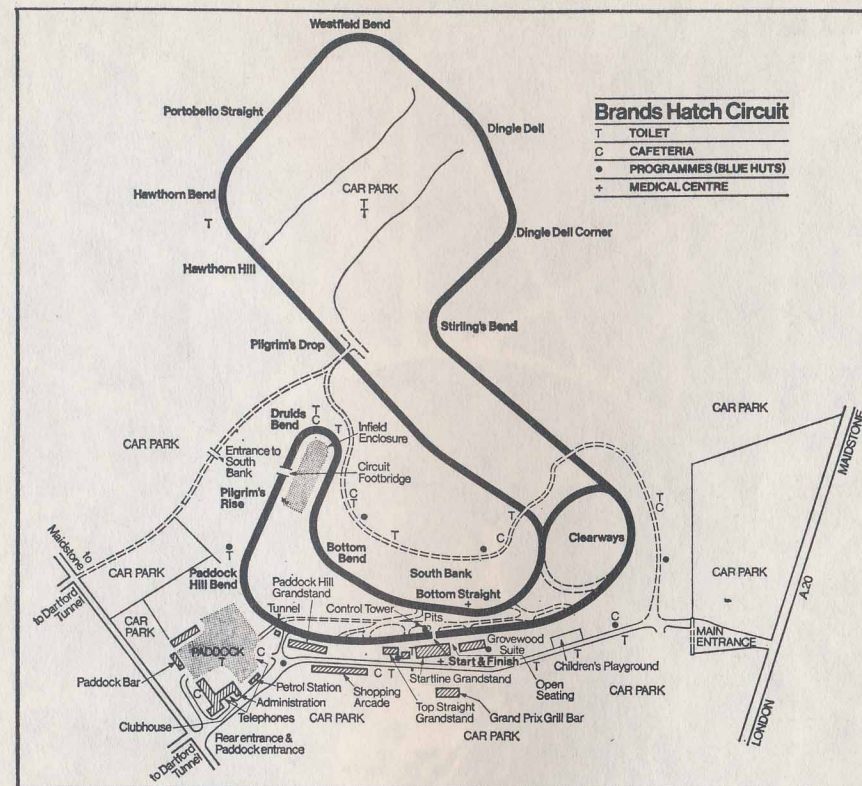 Westfield Bend
Portobello Straight
Brands Hatch Circuit
T TOILET
C CAFETERIA
● PROGRAMMES (BLUE HUTS)
+ MEDICAL CENTRE
Dingle Dell
CAR PARK
T
T
Hawthorn Bend
T
Dingle Dell Corner
Hawthorn Hill
Stirling's Bend
Pilgrim's Drop
CAR PARK
MAIDSTONE
T
C
Druids
Bend
T
Infield
Enclosure
CAR PARK
Entrance to
South
Bank
Circuit
Footbridge
Pilgrim's
Rise
C
T
T
C
T
C
T
Clearways
Maidstone
to
T
Bottom
Bend
South Bank
CAR PARK
Paddock
Hill Bend
Paddock Hill
Grandstand
Bottom Straight
+
CAR PARK
A.20
to Dartford
Tunnel
CAR
PARK
Tunnel
Control Tower
Pits
C
T
MAIN
ENTRANCE
PADDOCK
T
C
Grovewood
Suite
+ Start & Finish
T
T
Children's Playground
Paddock Bar
C
Petrol Station
Administration
Telephones
Shopping
Arcade
C T
Startline Grandstand
Open
Seating
CAR PARK
Clubhouse
CAR PARK
Top Straight
Grandstand
Grand Prix Grill Bar
Rear entrance &
Paddock entrance
CAR PARK
LONDON
to Dartford
Tunnel